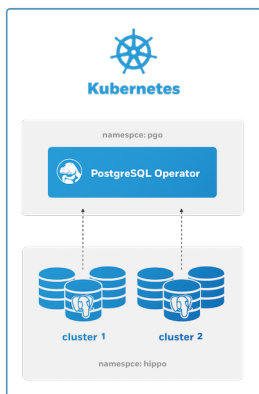 Kubernetes
namespce: pgo
PostgreSQL Operator
cluster 1
cluster 2
namespce: hippo